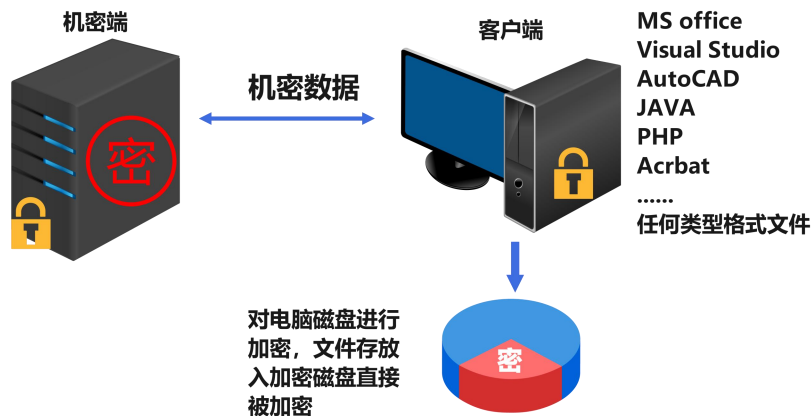 机密端
客户端
MS office
Visual Studio
AutoCAD
JAVA
PHP
Acrbat
......
任何类型格式文件
机密数据
密
对电脑磁盘进行
加密，文件存放
入加密磁盘直接
被加密
密